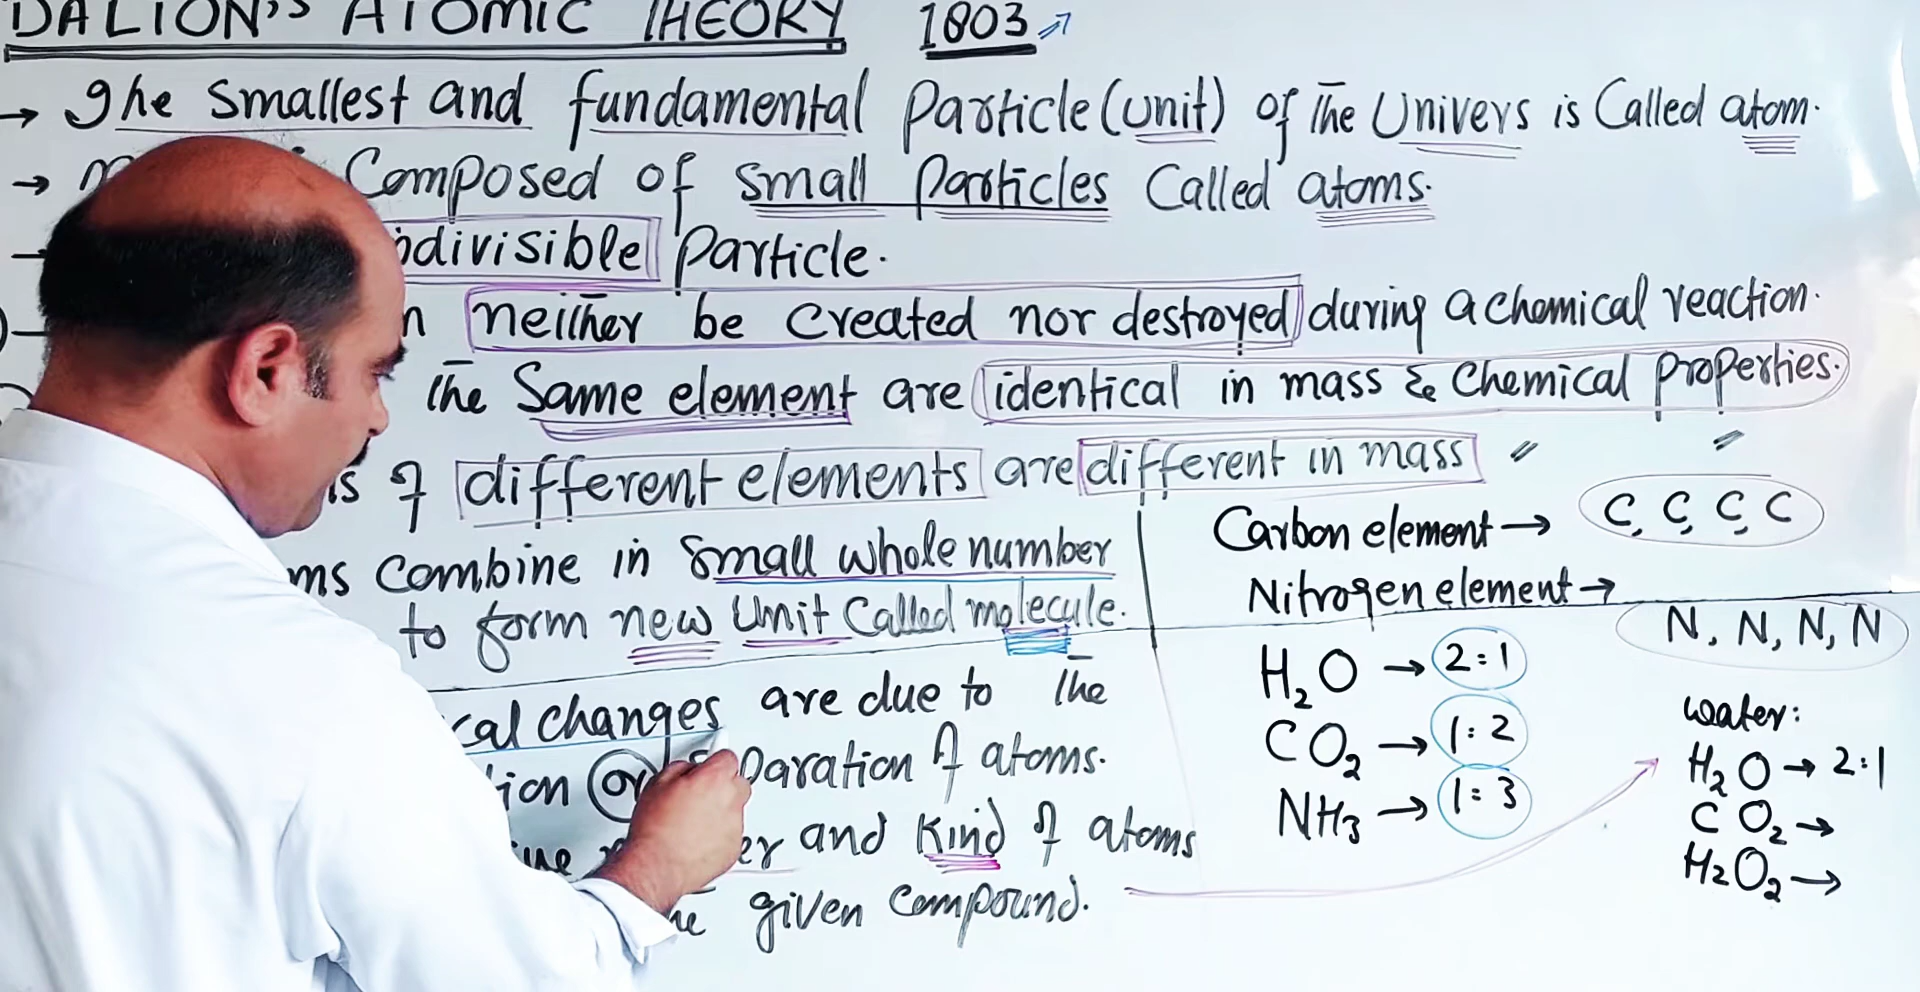 DALTON'S ATOMIC THEORY 1803
→ The smallest and fundamental Particle (unit) of The Univers is Called atom.
→ Composed of small Particles Called atoms.
ndivisible Particle.
n neither be created nor destroyed during a chemical reaction.
The Same element are identical in mass & Chemical Properties.
is of different elements are different in mass 〃 〃
ms combine in small whole number
to form new Unit Called molecule.
cal changes are due to The
tion or Paration of atoms.
er and Kind of atoms
given compound.
Carbon element → C, C, C, C
Nitrogen element →
N, N, N, N
H₂O → 2:1
CO₂ → 1:2
NH₃ → 1:3
water:
H₂O → 2:1
CO₂ →
H₂O₂ →